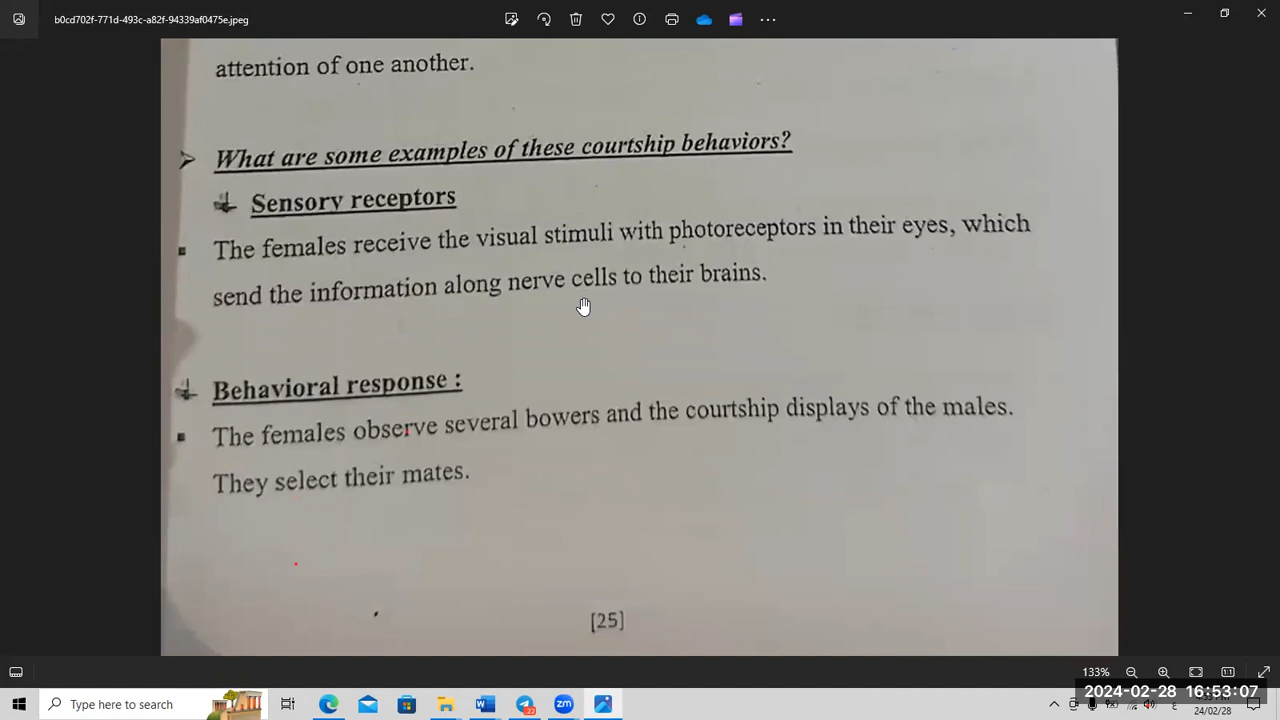 b0cd702f-771d-493c-a82f-94339af0475e.jpeg
attention of one another.
What are some examples of these courtship behaviors?
Sensory receptors
The females receive the visual stimuli with photoreceptors in their eyes, which
send the information along nerve cells to their brains.
Behavioral response :
The females observe several bowers and the courtship displays of the males.
They select their mates.
[25]
133%
Type here to search
zm
2024-02-28 16:53:07
24/02/28